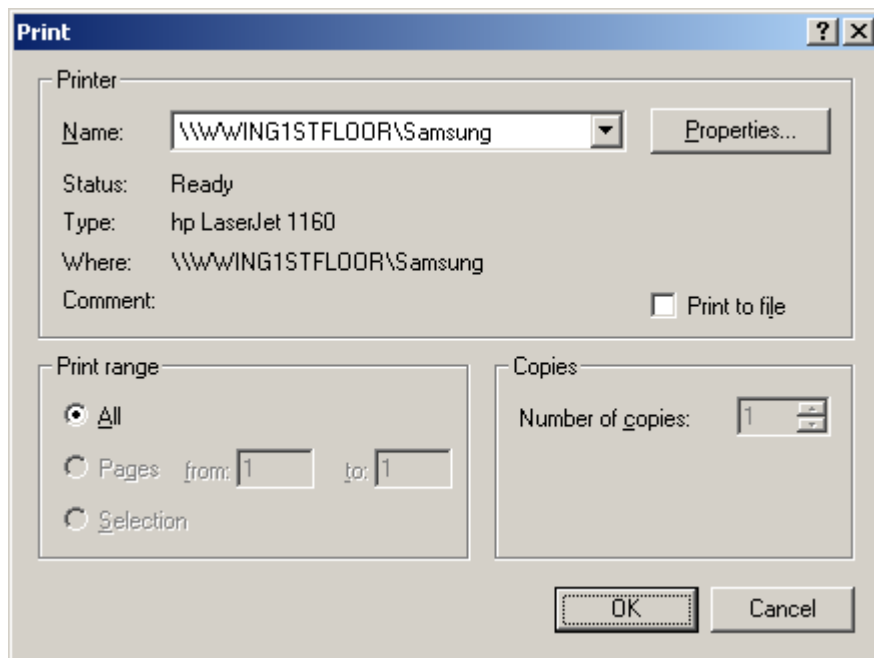 Print
Printer
Name: \\WWING1STFLOOR\Samsung Properties...
Status: Ready
Type: hp LaserJet 1160
Where: \\WWING1STFLOOR\Samsung
Comment: Print to file
Print range
All
Pages from: 1 to: 1
Selection
Copies
Number of copies: 1
OK Cancel